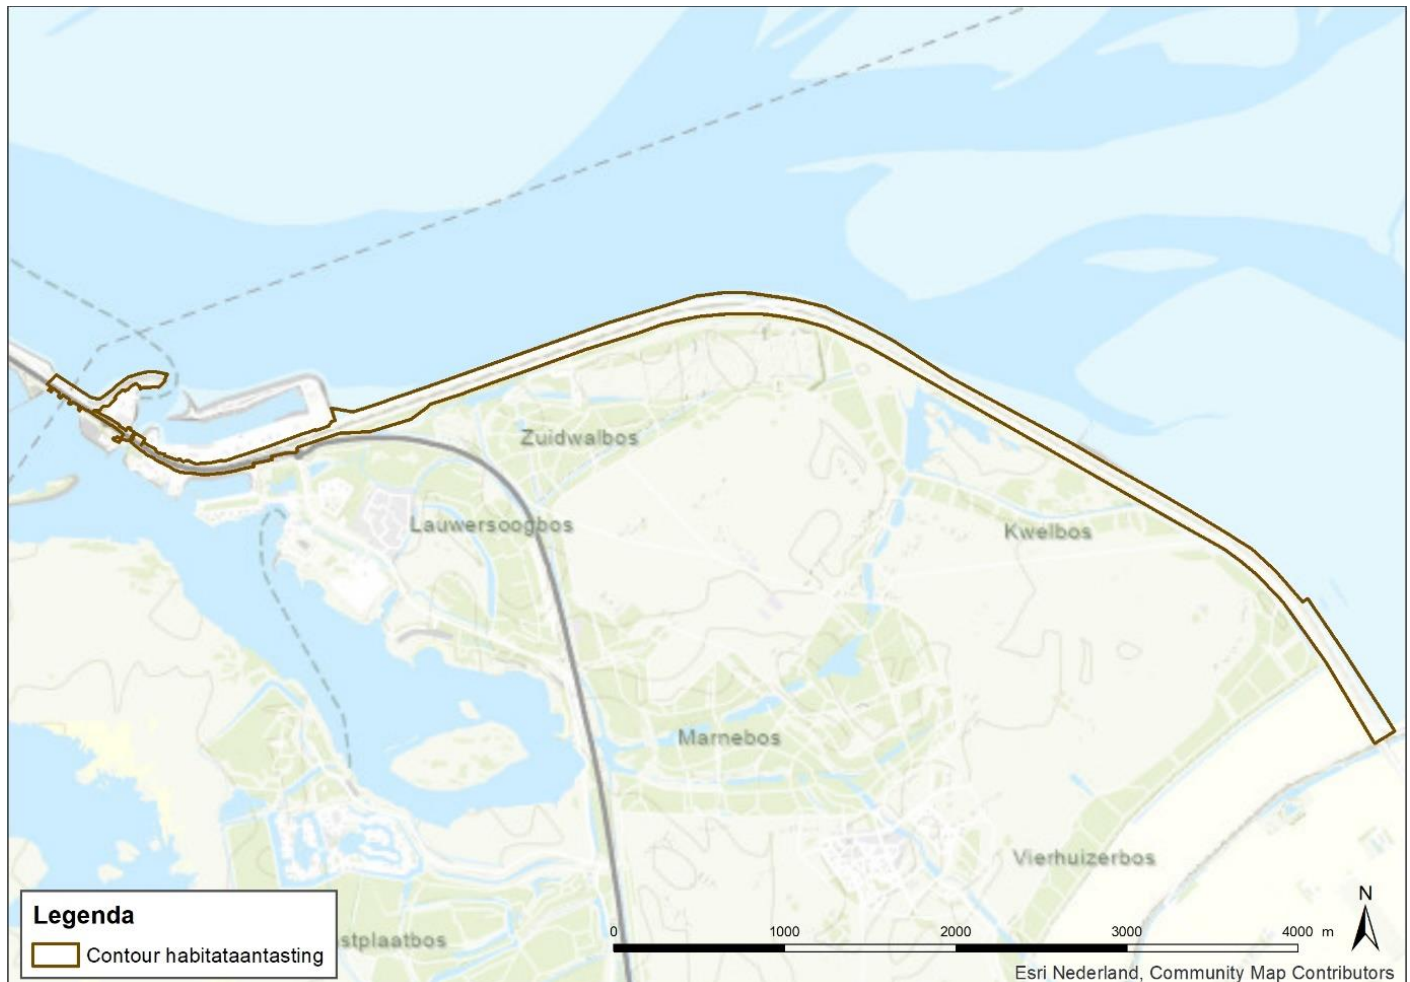 Zuidwalbos
Lauwersoogbos
Kwelbos
Marnebos
Vierhuizerbos
Legenda
Contour habitataantasting
stplaatbos
0 1000 2000 3000 4000 m
N
Esri Nederland, Community Map Contributors